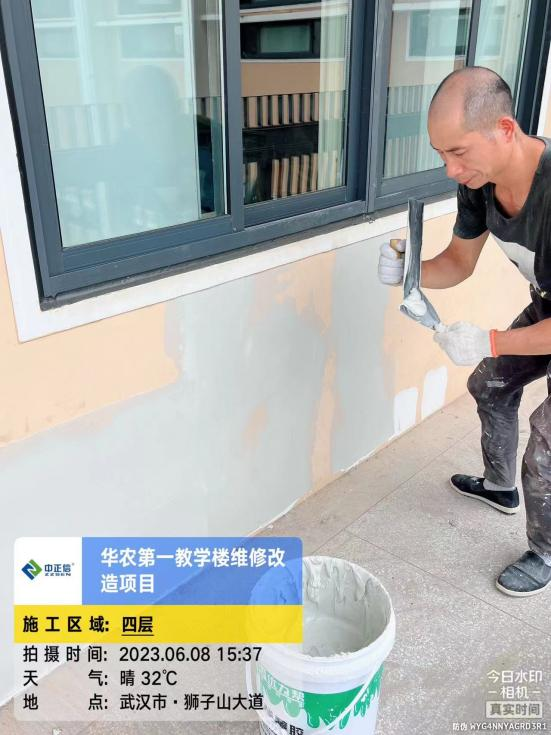 中正信
ZZSEN
华农第一教学楼维修改
造项目
施工区域: 四层
拍摄时间: 2023.06.08 15:37
天 气: 晴 32℃
地 点: 武汉市·狮子山大道
今日水印
相机
真实时间
防伪 WYG4NNYAGRD3R1